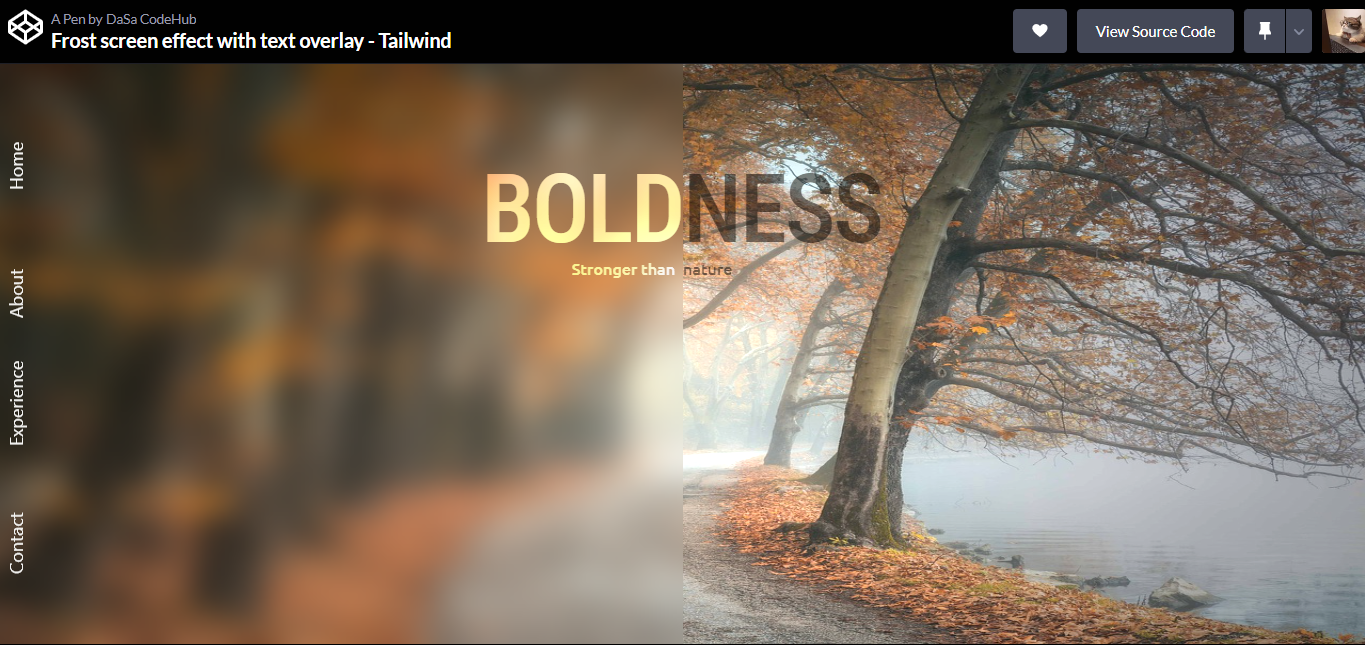 A Pen by DaSa CodeHub
Frost screen effect with text overlay - Tailwind
View Source Code
Home
About
Experience
Contact
BOLDNESS
Stronger than nature